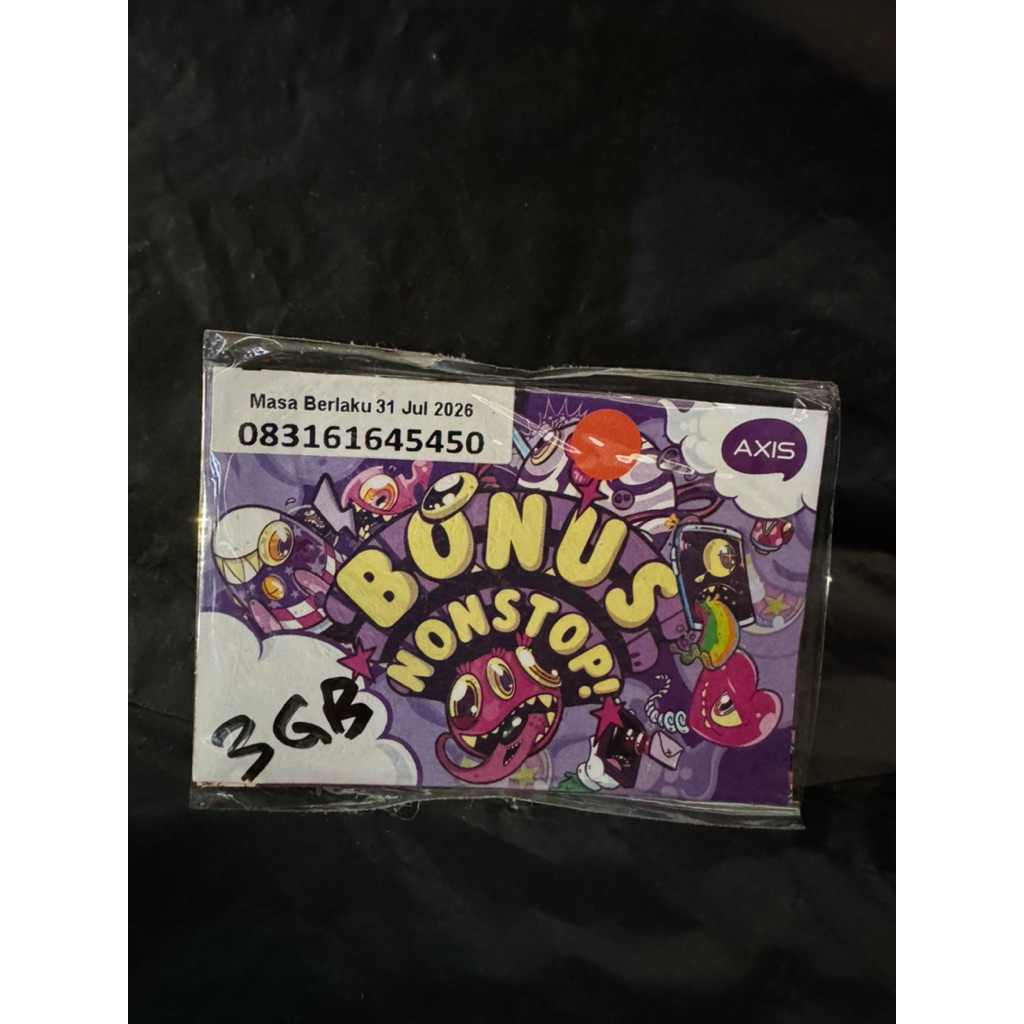 Masa Berlaku 31 Jul 2026
083161645450
AXIS
BONUS
NONSTOP!
3GB